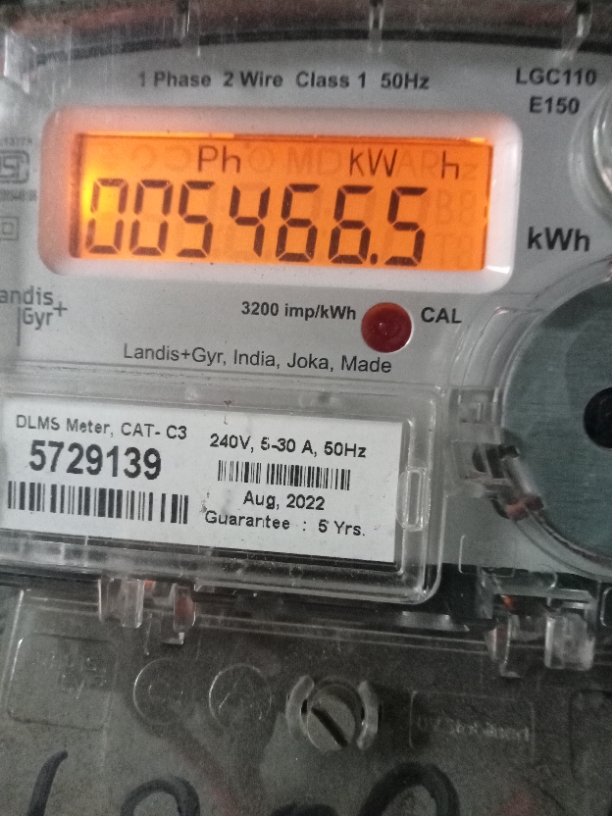 1 Phase 2 Wire Class 1 50Hz
LGC110
E150
Ph kW h
005466.5
kWh
andis
Gyr+
3200 imp/kWh
CAL
Landis+Gyr, India, Joka, Made
DLMS Meter, CAT- C3
5729139
240V, 5-30 A, 50Hz
Aug, 2022
Guarantee : 5 Yrs.